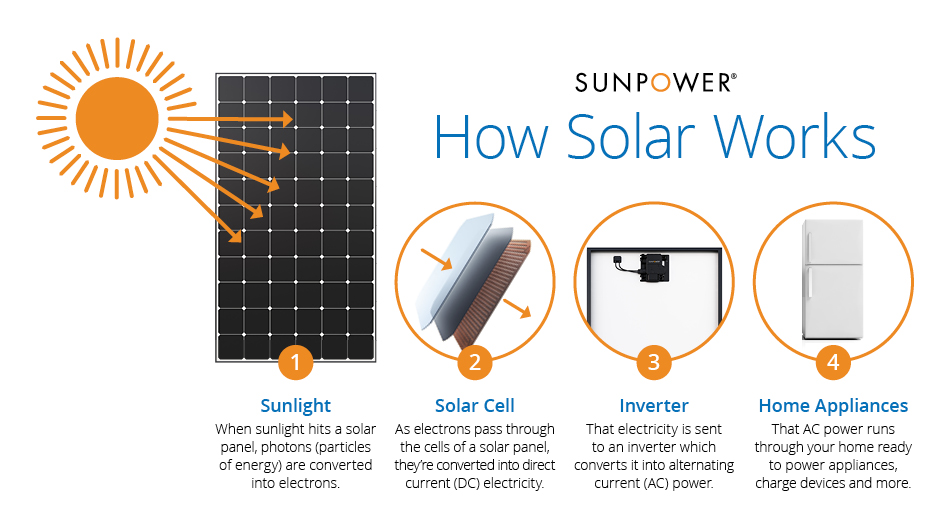 SUNPOWER®
How Solar Works
1
Sunlight
When sunlight hits a solar
panel, photons (particles
of energy) are converted
into electrons.
2
Solar Cell
As electrons pass through
the cells of a solar panel,
they're converted into direct
current (DC) electricity.
3
Inverter
That electricity is sent
to an inverter which
converts it into alternating
current (AC) power.
4
Home Appliances
That AC power runs
through your home ready
to power appliances,
charge devices and more.